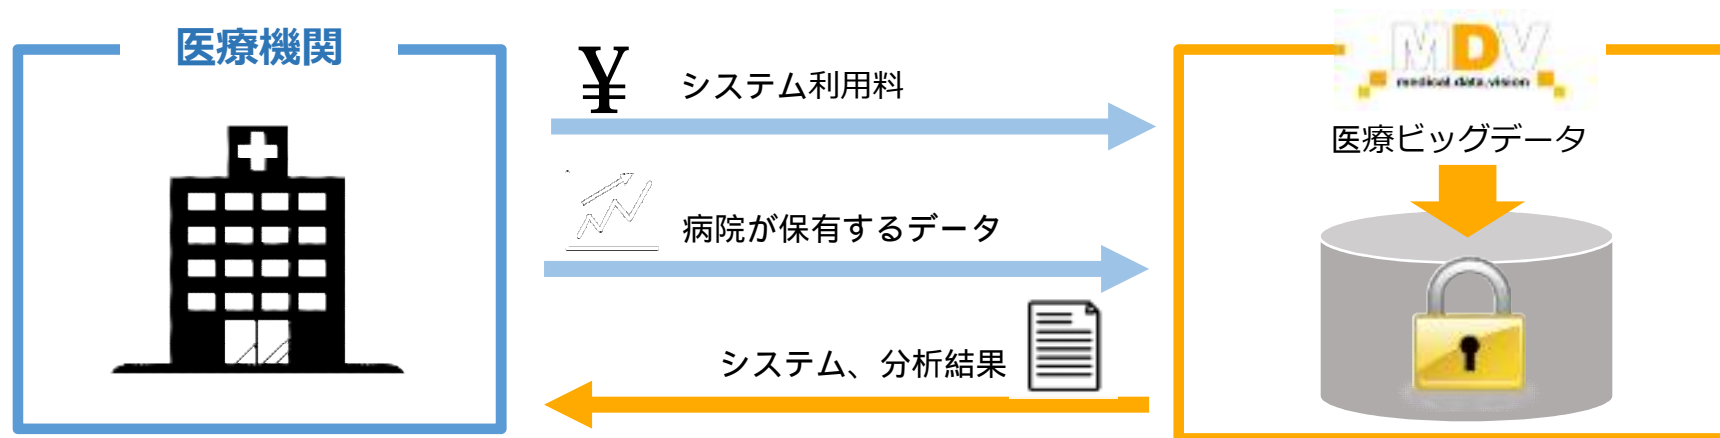 医療機関
¥
システム利用料
病院が保有するデータ
システム、分析結果
MDV
medical.data.vision
医療ビッグデータ